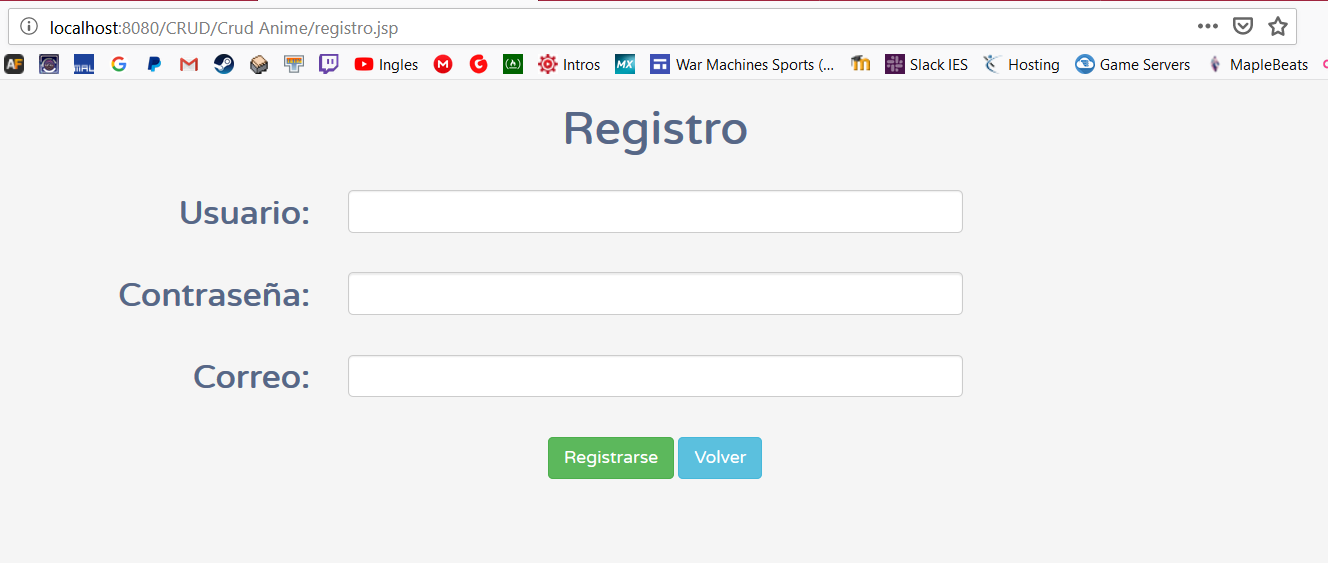 localhost:8080/CRUD/Crud Anime/registro.jsp
AF MAL G Ingles M G Intros MX War Machines Sports (... Slack IES Hosting Game Servers MapleBeats
Registro
Usuario:
Contraseña:
Correo:
Registrarse Volver